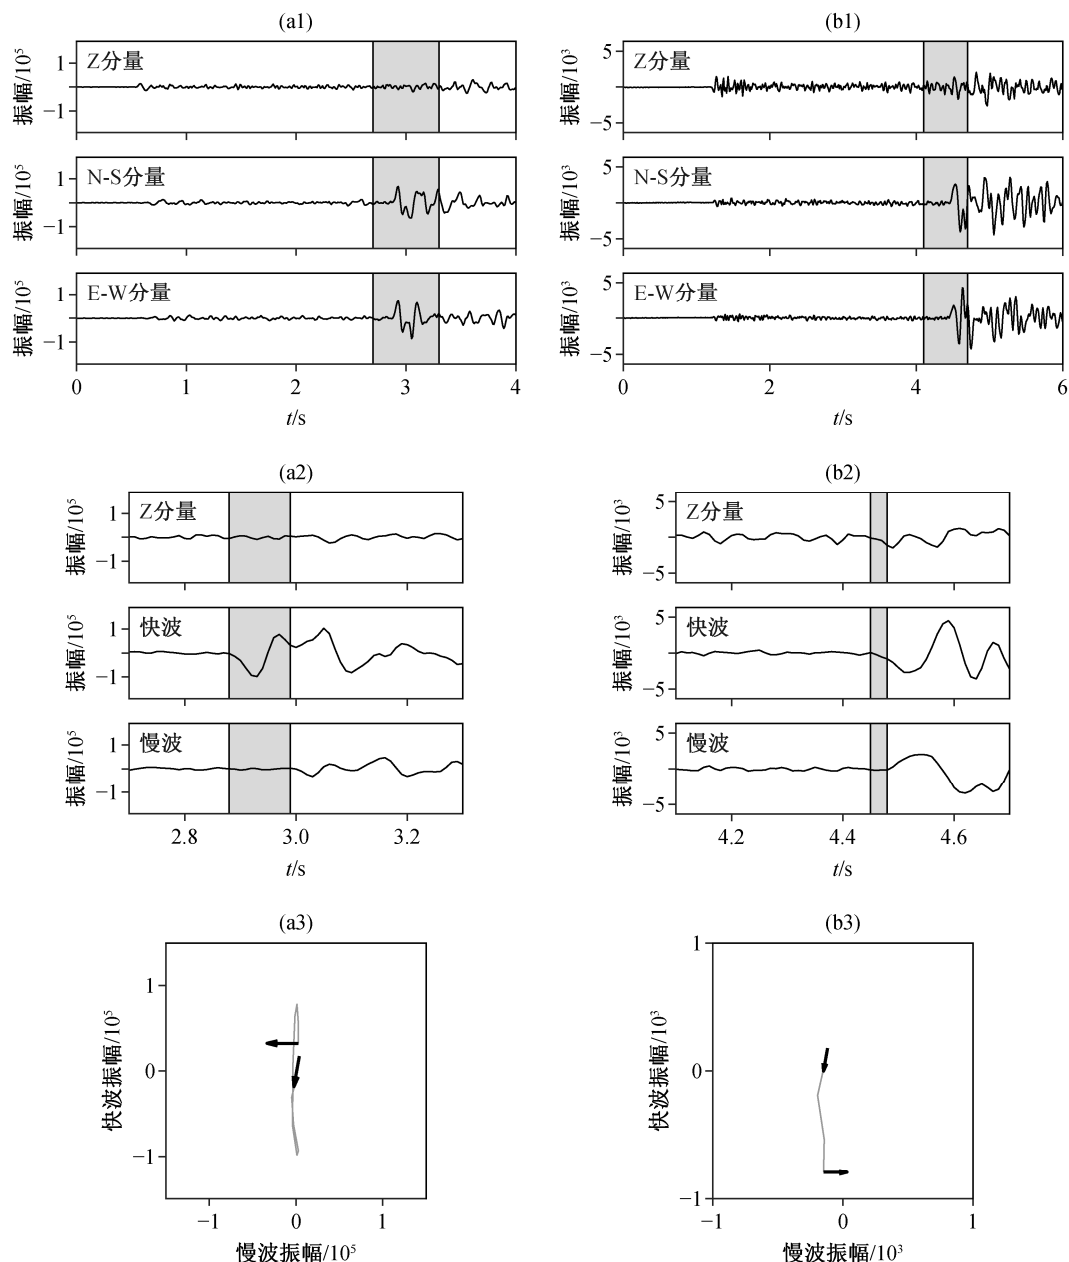 (a1)
Z分量
振幅/10⁵
1
−1
N-S分量
振幅/10⁵
1
−1
E-W分量
振幅/10⁵
1
−1
0 1 2 3 4
t/s
(b1)
Z分量
振幅/10³
5
−5
N-S分量
振幅/10³
5
−5
E-W分量
振幅/10³
5
−5
0 2 4 6
t/s
(a2)
Z分量
振幅/10⁵
1
−1
快波
振幅/10⁵
1
−1
慢波
振幅/10⁵
1
−1
2.8 3.0 3.2
t/s
(b2)
Z分量
振幅/10³
5
−5
快波
振幅/10³
5
−5
慢波
振幅/10³
5
−5
4.2 4.4 4.6
t/s
(a3)
快波振幅/10⁵
1
0
−1
−1 0 1
慢波振幅/10⁵
(b3)
快波振幅/10³
1
0
−1
−1 0 1
慢波振幅/10³